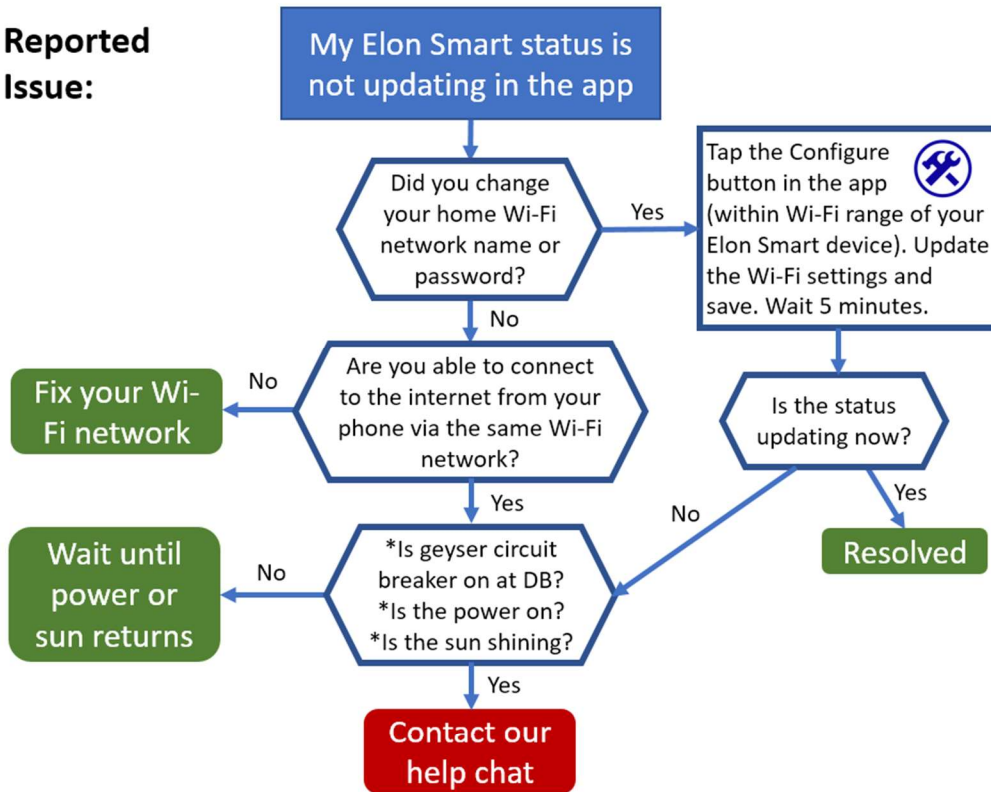 Reported
Issue:
My Elon Smart status is
not updating in the app
Did you change
your home Wi-Fi
network name or
password?
Yes
Tap the Configure
button in the app
(within Wi-Fi range of your
Elon Smart device). Update
the Wi-Fi settings and
save. Wait 5 minutes.
No
Are you able to connect
to the internet from your
phone via the same Wi-Fi
network?
No
Fix your Wi-
Fi network
Is the status
updating now?
Yes
Resolved
No
Yes
*Is geyser circuit
breaker on at DB?
*Is the power on?
*Is the sun shining?
No
Wait until
power or
sun returns
Yes
Contact our
help chat